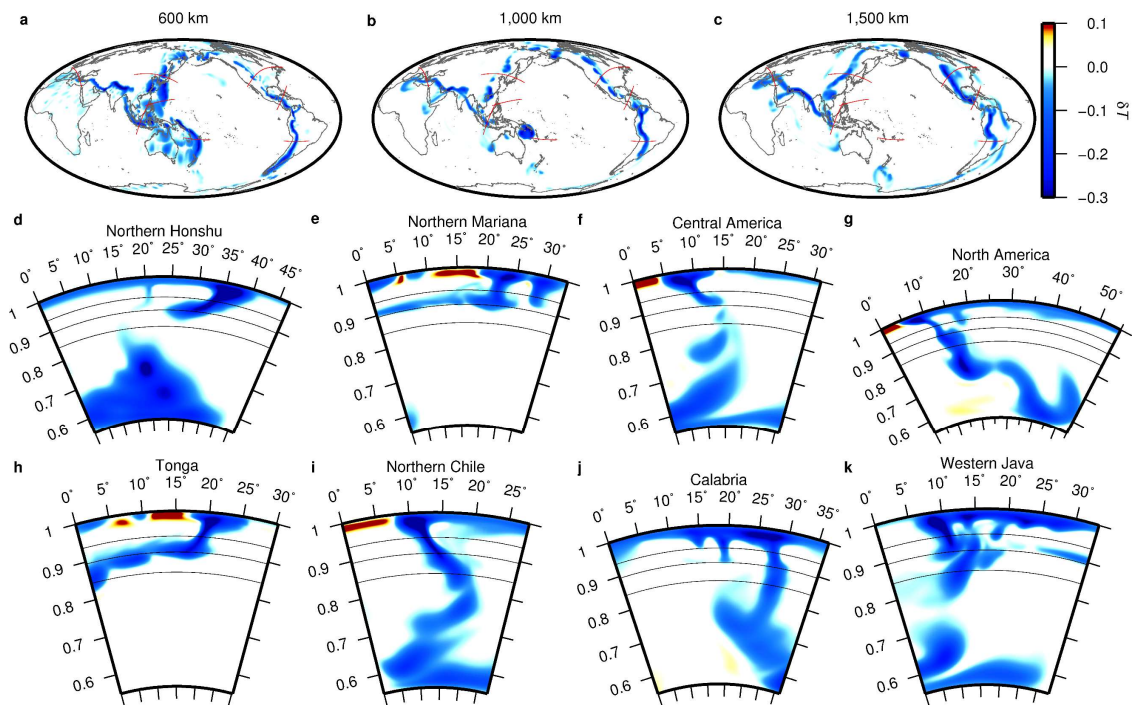 a 600 km b 1,000 km c 1,500 km
0.1
0.0
−0.1
−0.2
−0.3
δT
d Northern Honshu
0° 5° 10° 15° 20° 25° 30° 35° 40° 45°
1
0.9
0.8
0.7
0.6
e Northern Mariana
0° 5° 10° 15° 20° 25° 30°
1
0.9
0.8
0.7
0.6
f Central America
0° 5° 10° 15° 20° 25°
1
0.9
0.8
0.7
0.6
g North America
0° 10° 20° 30° 40° 50°
1
0.9
0.8
0.7
0.6
h Tonga
0° 5° 10° 15° 20° 25° 30°
1
0.9
0.8
0.7
0.6
i Northern Chile
0° 5° 10° 15° 20° 25°
1
0.9
0.8
0.7
0.6
j Calabria
0° 5° 10° 15° 20° 25° 30° 35°
1
0.9
0.8
0.7
0.6
k Western Java
0° 5° 10° 15° 20° 25° 30°
1
0.9
0.8
0.7
0.6